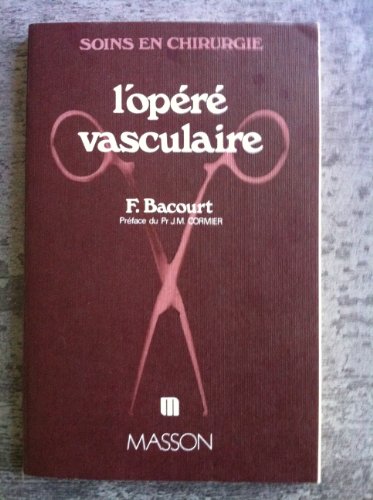 SOINS EN CHIRURGIE
l'opéré
vasculaire
F. Bacourt
Préface du Pr J.M. CORMIER
m
MASSON